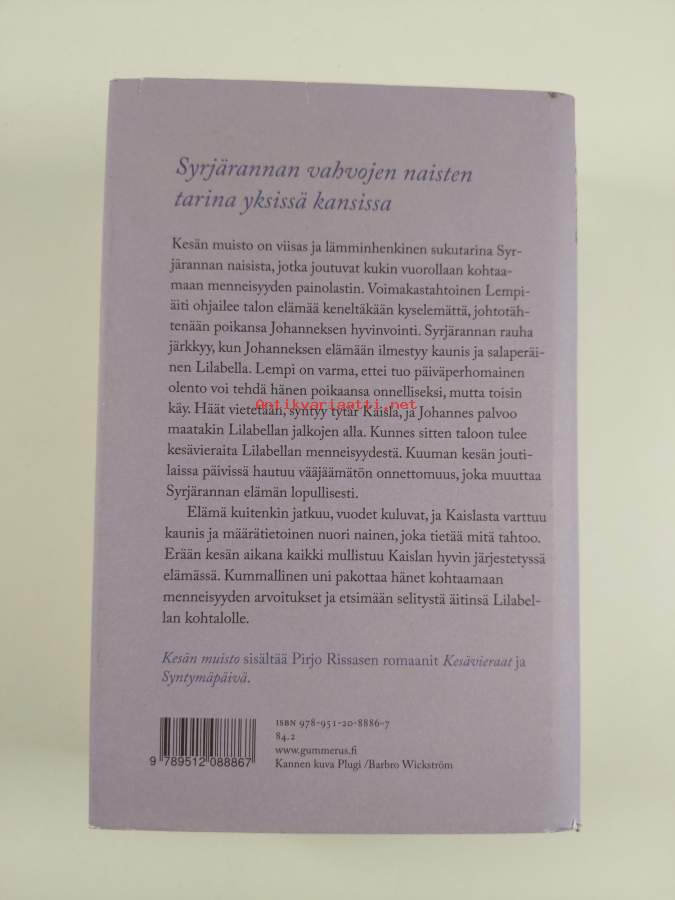 Syrjärannan vahvojen naisten
tarina yksissä kansissa
Kesän muisto on viisas ja lämminhenkinen sukutarina Syr-
järannan naisista, jotka joutuvat kukin vuorollaan kohtaa-
maan menneisyyden painolastin. Voimakastahtoinen Lempi-
äiti ohjailee talon elämää keneltäkään kyselemättä, johtotäh-
tenään poikansa Johanneksen hyvinvointi. Syrjärannan rauha
järkkyy, kun Johanneksen elämään ilmestyy kaunis ja salaperäi-
nen Lilabella. Lempi on varma, ettei tuo päiväperhomainen
olento voi tehdä hänen poikaansa onnelliseksi, mutta toisin
Antikvariaatti.net
käy. Häät vietetään, syntyy tytär Kaisla, ja Johannes palvoo
maatakin Lilabellan jalkojen alla. Kunnes sitten taloon tulee
kesävieraita Lilabellan menneisyydestä. Kuuman kesän jouti-
laissa päivissä hautuu vääjäämätön onnettomuus, joka muuttaa
Syrjärannan elämän lopullisesti.
Elämä kuitenkin jatkuu, vuodet kuluvat, ja Kaislasta varttuu
kaunis ja määrätietoinen nuori nainen, joka tietää mitä tahtoo.
Erään kesän aikana kaikki mullistuu Kaislan hyvin järjestetyssä
elämässä. Kummallinen uni pakottaa hänet kohtaamaan
menneisyyden arvoitukset ja etsimään selitystä äitinsä Lilabel-
lan kohtalolle.
Kesän muisto sisältää Pirjo Rissasen romaanit Kesävieraat ja
Syntymäpäivä.
ISBN 978-951-20-8886-7
84.2
www.gummerus.fi
Kannen kuva Plugi /Barbro Wickström
9 789512 088867